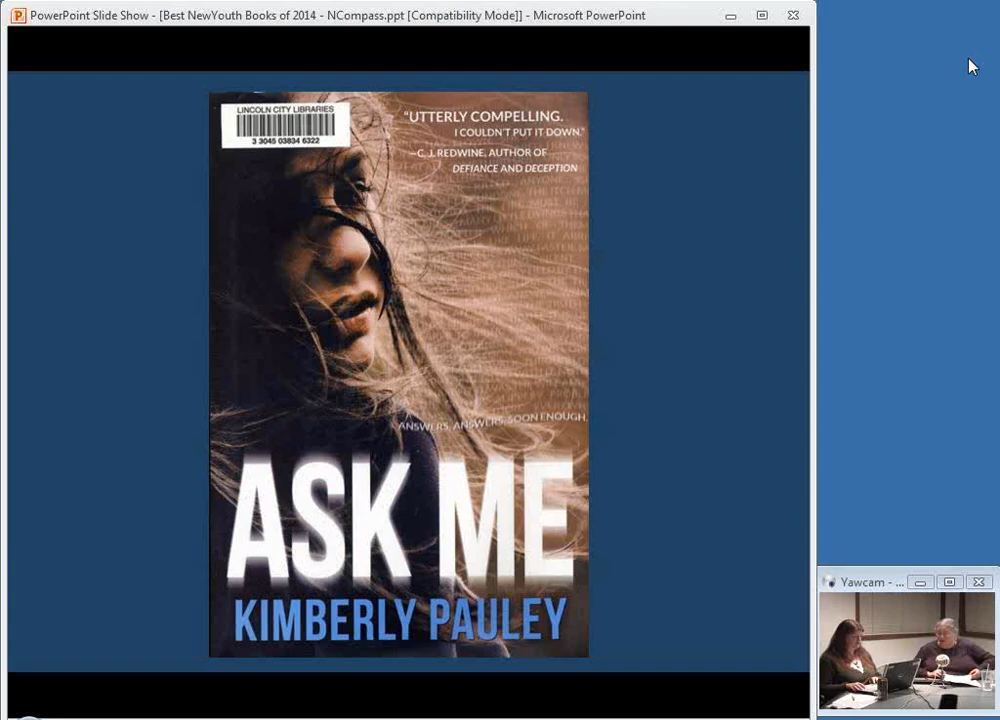 PowerPoint Slide Show - [Best NewYouth Books of 2014 - NCompass.ppt [Compatibility Mode]] - Microsoft PowerPoint
LINCOLN CITY LIBRARIES
3 3045 03834 6322
"UTTERLY COMPELLING.
I COULDN'T PUT IT DOWN."
—C. J. REDWINE, AUTHOR OF
DEFIANCE AND DECEPTION
ANSWERS, ANSWERS, SOON ENOUGH.
ASK ME
KIMBERLY PAULEY
Yawcam - ...